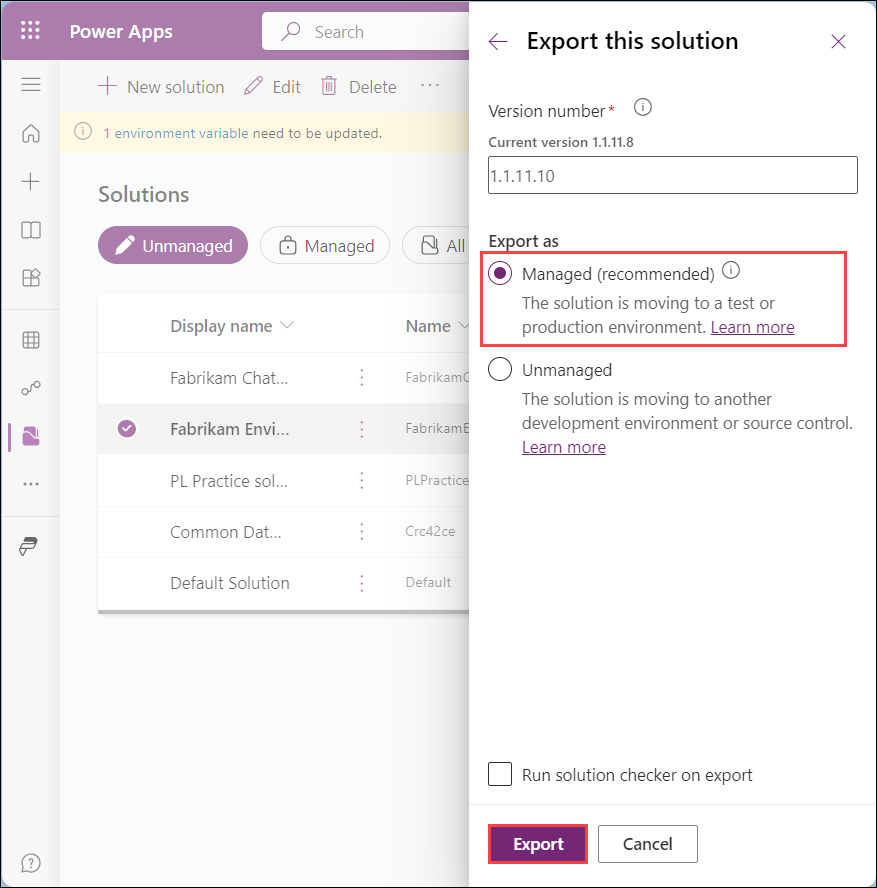 Power Apps
Search
New solution
Edit
Delete
1 environment variable need to be updated.
Solutions
Unmanaged
Managed
All
Display name
Name
Fabrikam Chat...
FabrikamC
Fabrikam Envi...
FabrikamE
PL Practice sol...
PLPractice
Common Dat...
Crc42ce
Default Solution
Default
Export this solution
Version number*
Current version 1.1.11.8
1.1.11.10
Export as
Managed (recommended)
The solution is moving to a test or
production environment. Learn more
Unmanaged
The solution is moving to another
development environment or source control.
Learn more
Run solution checker on export
Export
Cancel